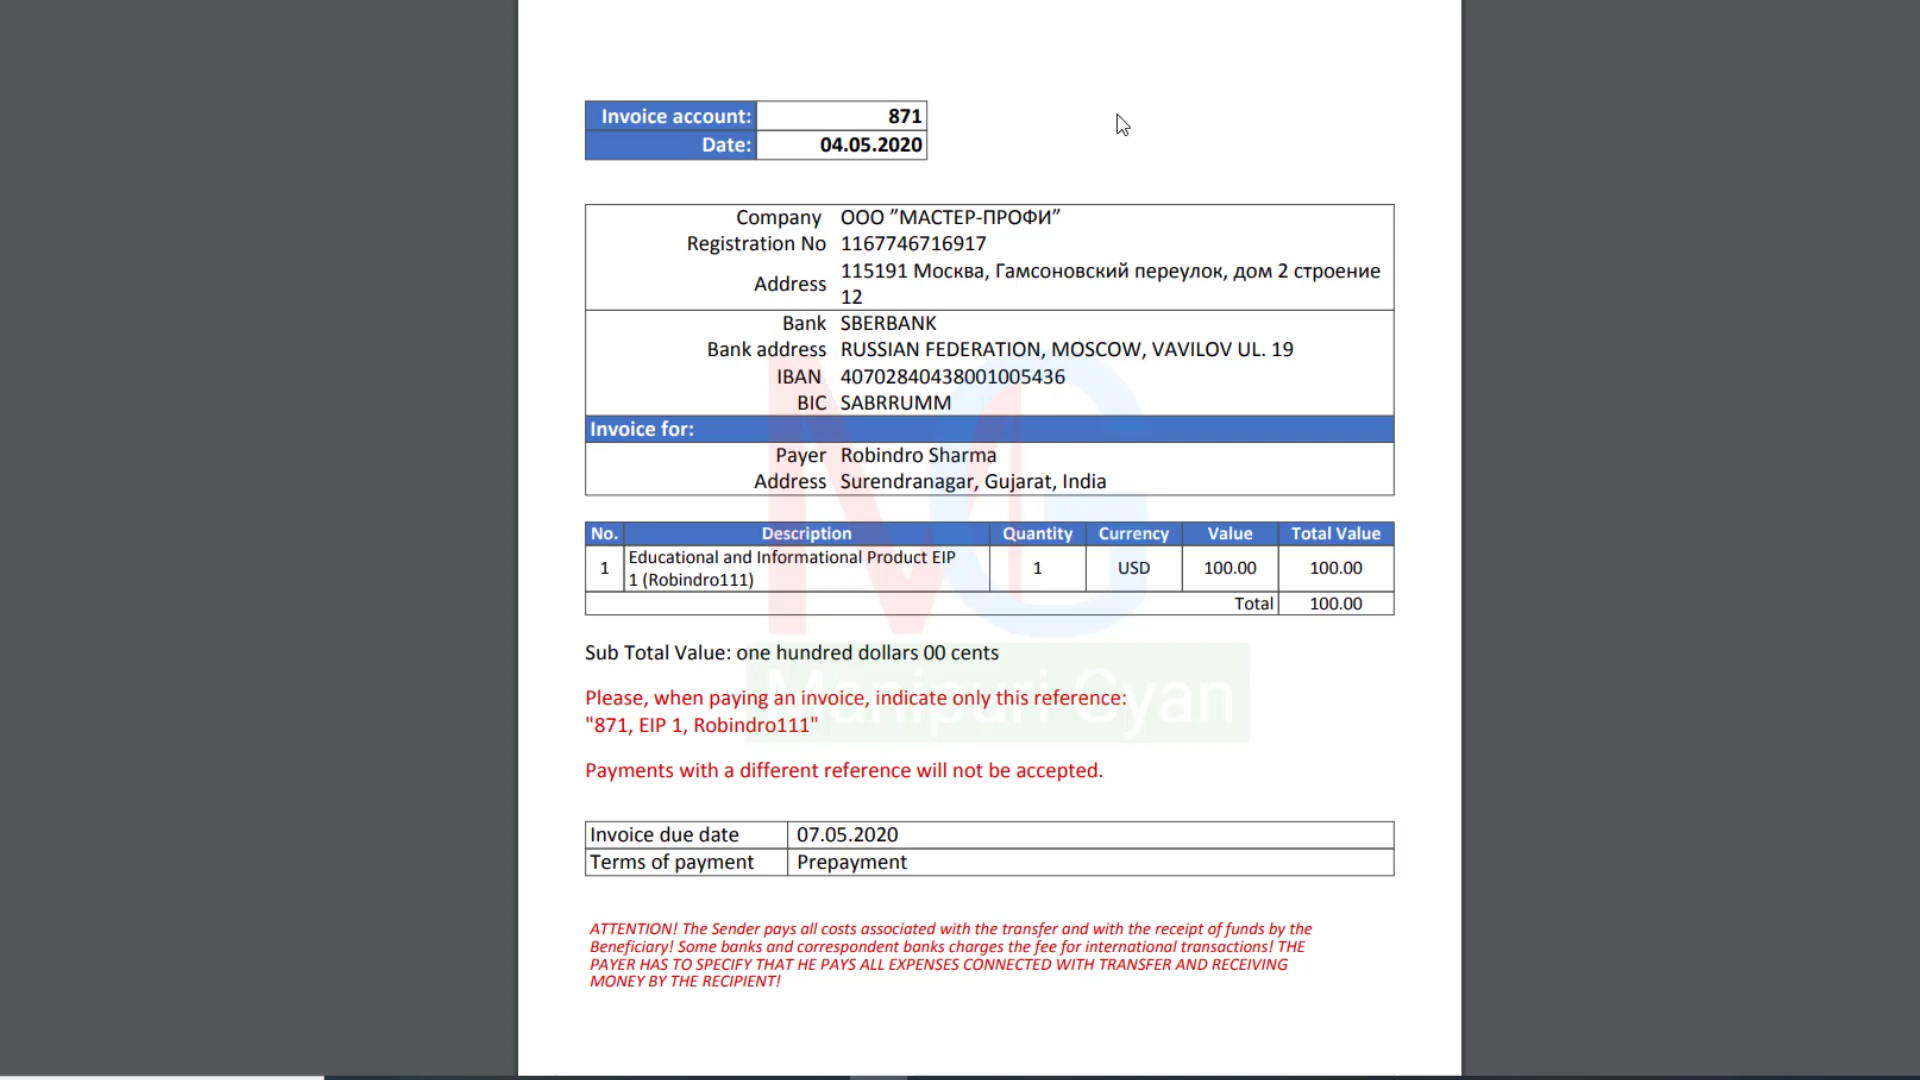 Invoice account: 871
Date: 04.05.2020
Company ООО ”МАСТЕР-ПРОФИ”
Registration No 1167746716917
Address 115191 Москва, Гамсоновский переулок, дом 2 строение
12
Bank SBERBANK
Bank address RUSSIAN FEDERATION, MOSCOW, VAVILOV UL. 19
IBAN 40702840438001005436
BIC SABRRUMM
Invoice for:
Payer Robindro Sharma
Address Surendranagar, Gujarat, India
No. Description Quantity Currency Value Total Value
1 Educational and Informational Product EIP 1 USD 100.00 100.00
1 (Robindro111)
Total 100.00
Sub Total Value: one hundred dollars 00 cents
Please, when paying an invoice, indicate only this reference:
"871, EIP 1, Robindro111"
Manipuri Gyan
Payments with a different reference will not be accepted.
Invoice due date 07.05.2020
Terms of payment Prepayment
ATTENTION! The Sender pays all costs associated with the transfer and with the receipt of funds by the
Beneficiary! Some banks and correspondent banks charges the fee for international transactions! THE
PAYER HAS TO SPECIFY THAT HE PAYS ALL EXPENSES CONNECTED WITH TRANSFER AND RECEIVING
MONEY BY THE RECIPIENT!
MG